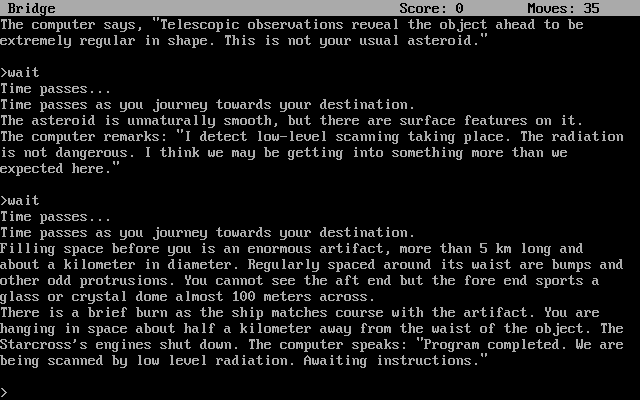 Bridge Score: 0 Moves: 35
The computer says, "Telescopic observations reveal the object ahead to be
extremely regular in shape. This is not your usual asteroid."
>wait
Time passes...
Time passes as you journey towards your destination.
The asteroid is unnaturally smooth, but there are surface features on it.
The computer remarks: "I detect low-level scanning taking place. The radiation
is not dangerous. I think we may be getting into something more than we
expected here."
>wait
Time passes...
Time passes as you journey towards your destination.
Filling space before you is an enormous artifact, more than 5 km long and
about a kilometer in diameter. Regularly spaced around its waist are bumps and
other odd protrusions. You cannot see the aft end but the fore end sports a
glass or crystal dome almost 100 meters across.
There is a brief burn as the ship matches course with the artifact. You are
hanging in space about half a kilometer away from the waist of the object. The
Starcross's engines shut down. The computer speaks: "Program completed. We are
being scanned by low level radiation. Awaiting instructions."
>